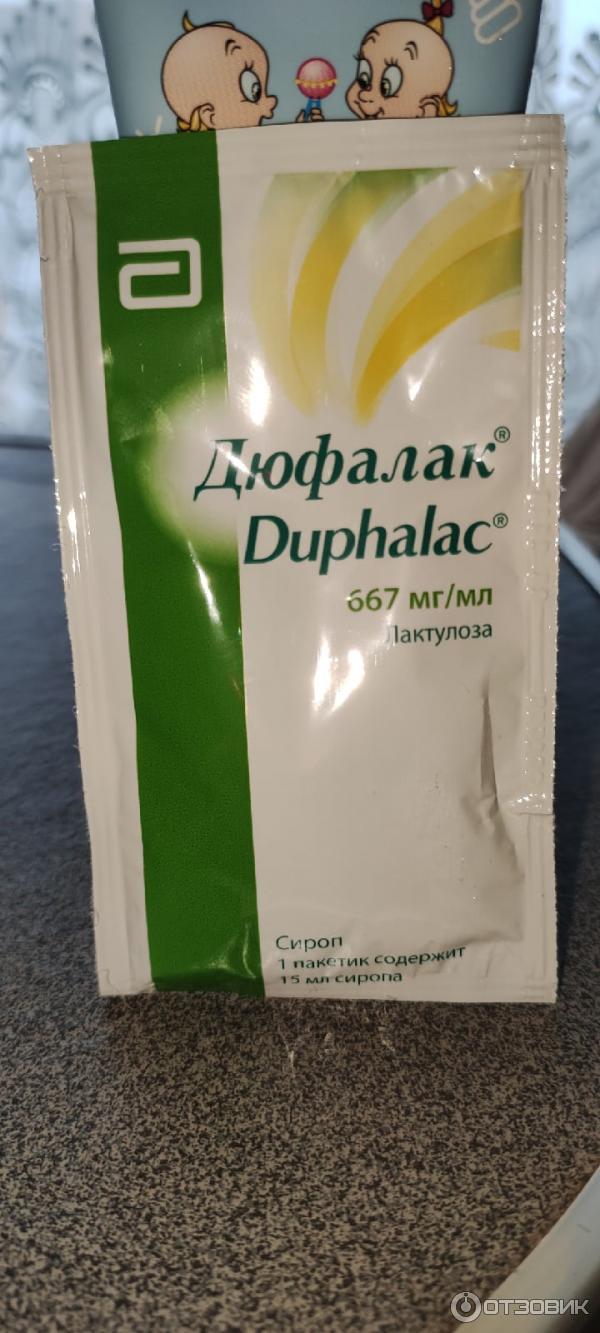 Дюфалак®
Duphalac®
667 мг/мл
Лактулоза
Сироп
1 пакетик содержит
15 мл сиропа
ОТЗОВИК